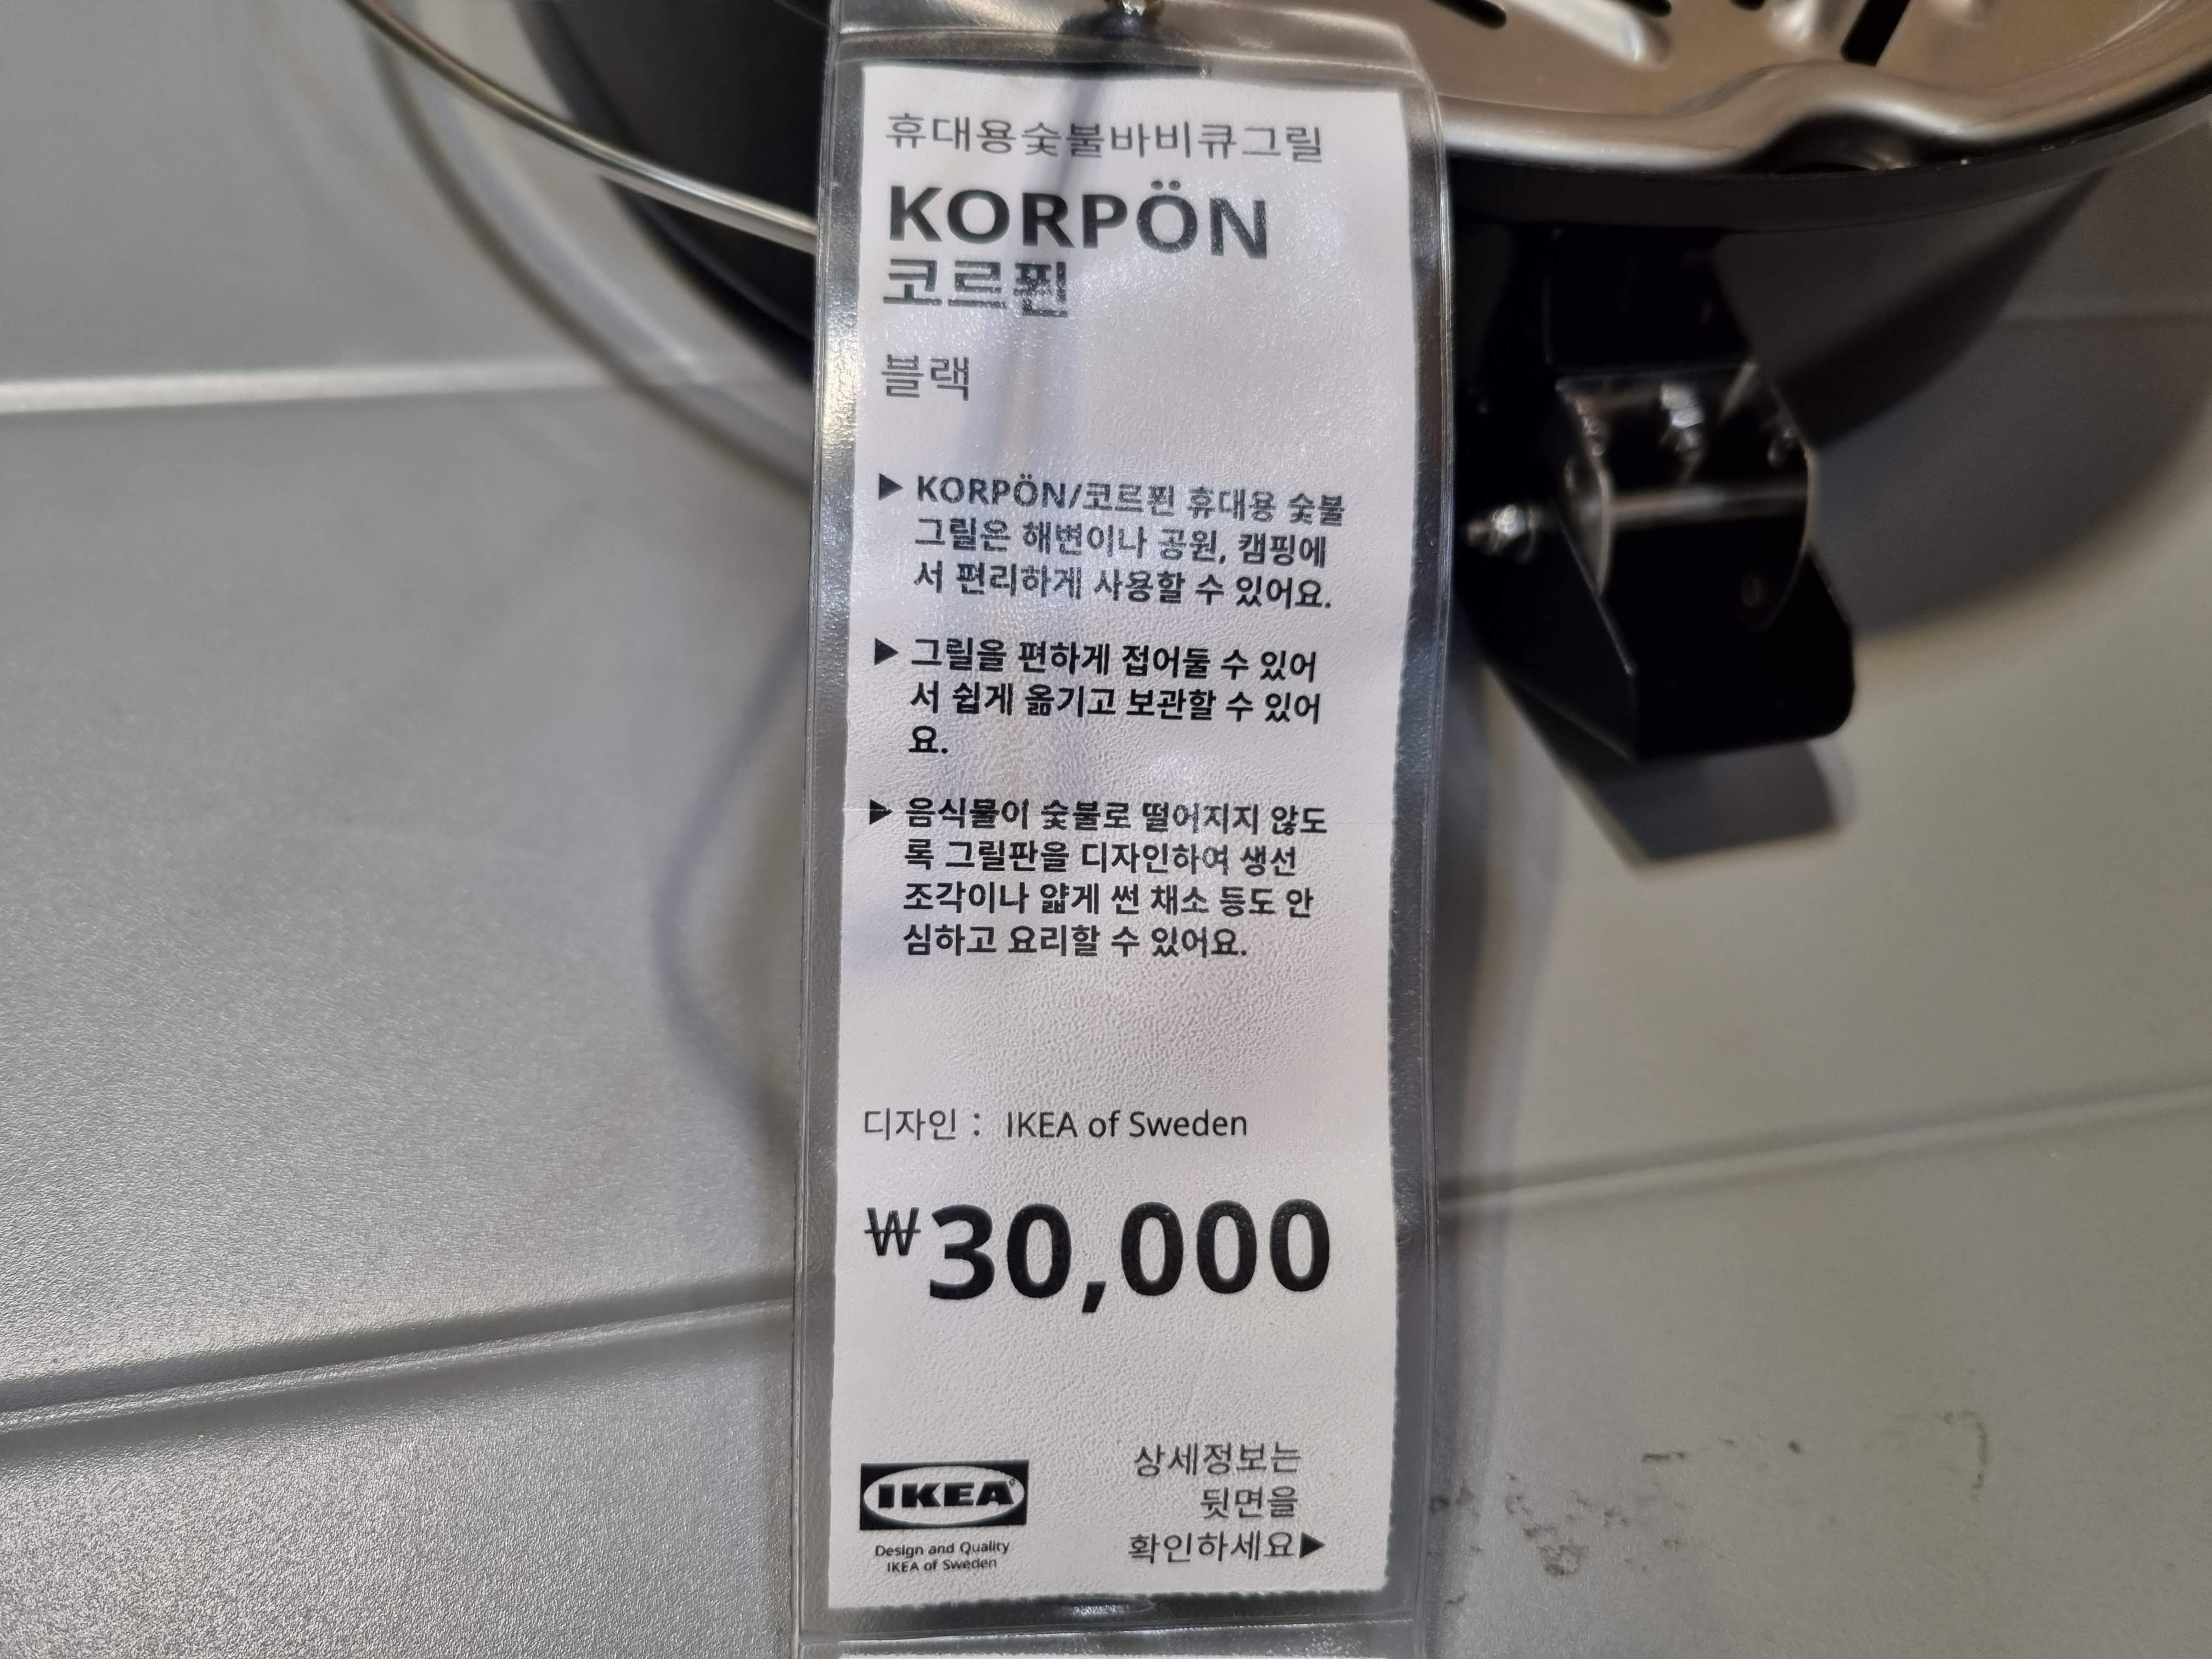 휴대용숯불바비큐그릴
KORPÖN
코르푄
블랙
▶ KORPÖN/코르푄 휴대용 숯불
그릴은 해변이나 공원, 캠핑에
서 편리하게 사용할 수 있어요.
▶ 그릴을 편하게 접어둘 수 있어
서 쉽게 옮기고 보관할 수 있어
요.
▶ 음식물이 숯불로 떨어지지 않도
록 그릴판을 디자인하여 생선
조각이나 얇게 썬 채소 등도 안
심하고 요리할 수 있어요.
디자인 : IKEA of Sweden
₩30,000
IKEA®
Design and Quality
IKEA of Sweden
상세정보는
뒷면을
확인하세요▶